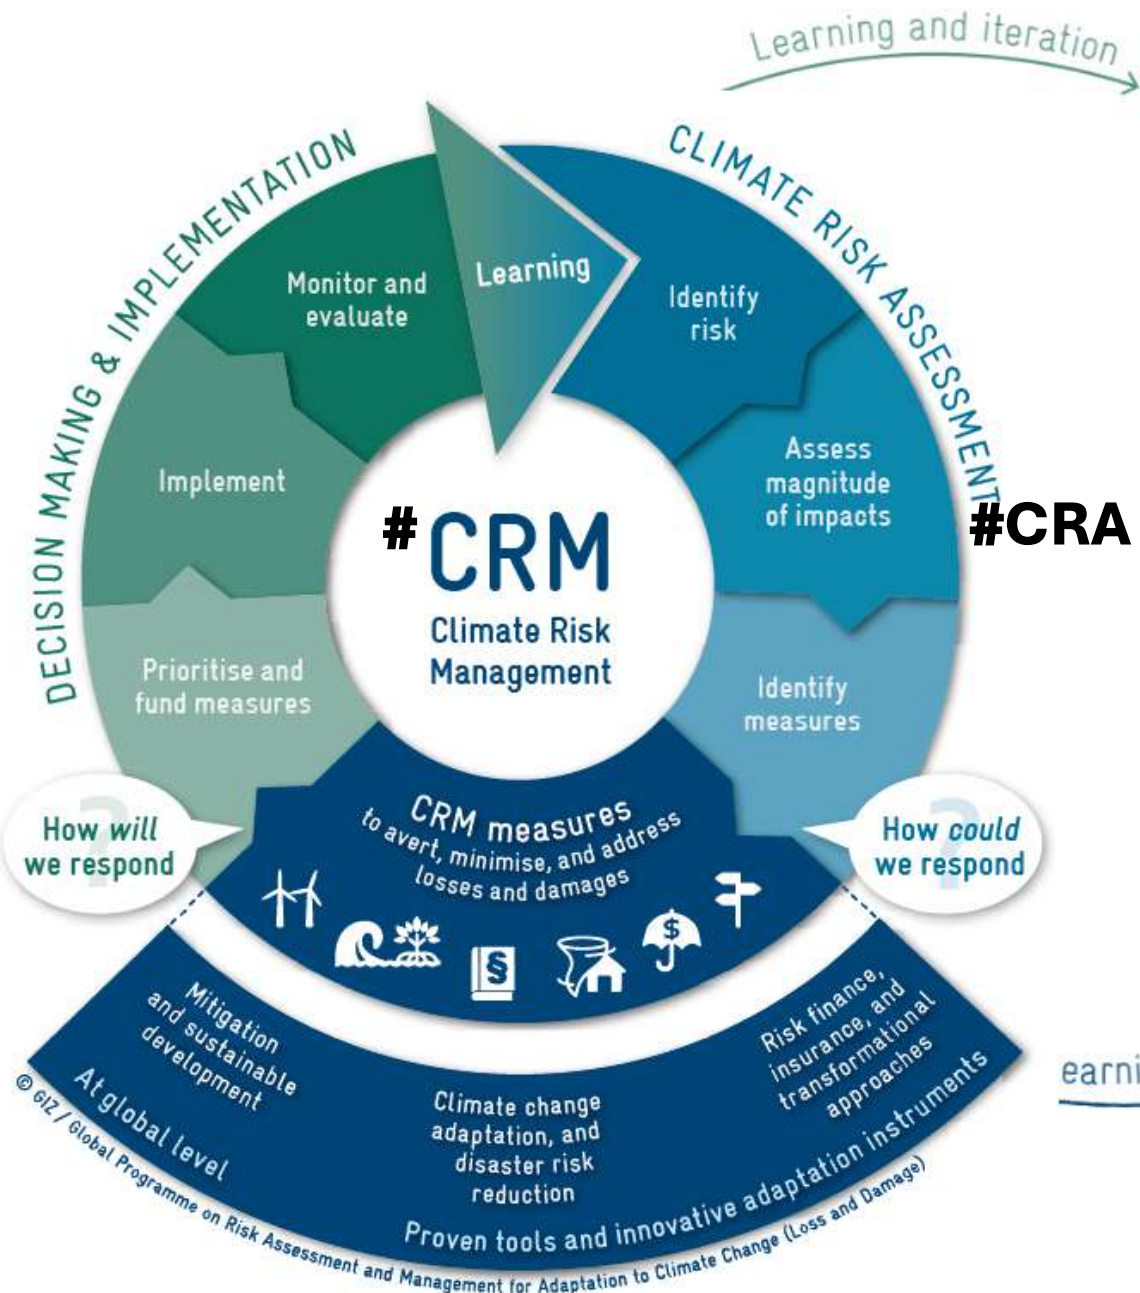 Learning and iteration
DECISION MAKING & IMPLEMENTATION
CLIMATE RISK ASSESSMENT
Learning
Monitor and
evaluate
Identify
risk
Implement
Assess
magnitude
of impacts
#CRA
#CRM
Climate Risk
Management
Prioritise and
fund measures
Identify
measures
How will
we respond
?
How could
we respond
?
CRM measures
to avert, minimise, and address
losses and damages
§
$
Mitigation
and sustainable
development
Climate change
adaptation, and
disaster risk
reduction
Risk finance,
insurance, and
transformational
approaches
At global level
Proven tools and innovative adaptation instruments
© GIZ / Global Programme on Risk Assessment and Management for Adaptation to Climate Change (Loss and Damage)
earni